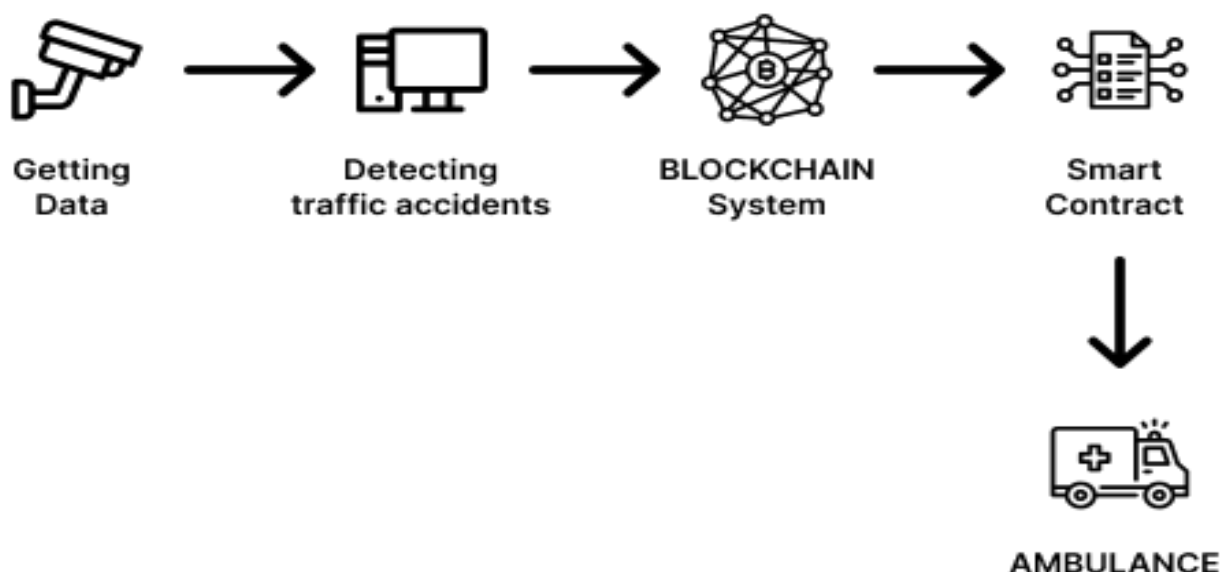 Getting
Data
Detecting
traffic accidents
BLOCKCHAIN
System
Smart
Contract
AMBULANCE